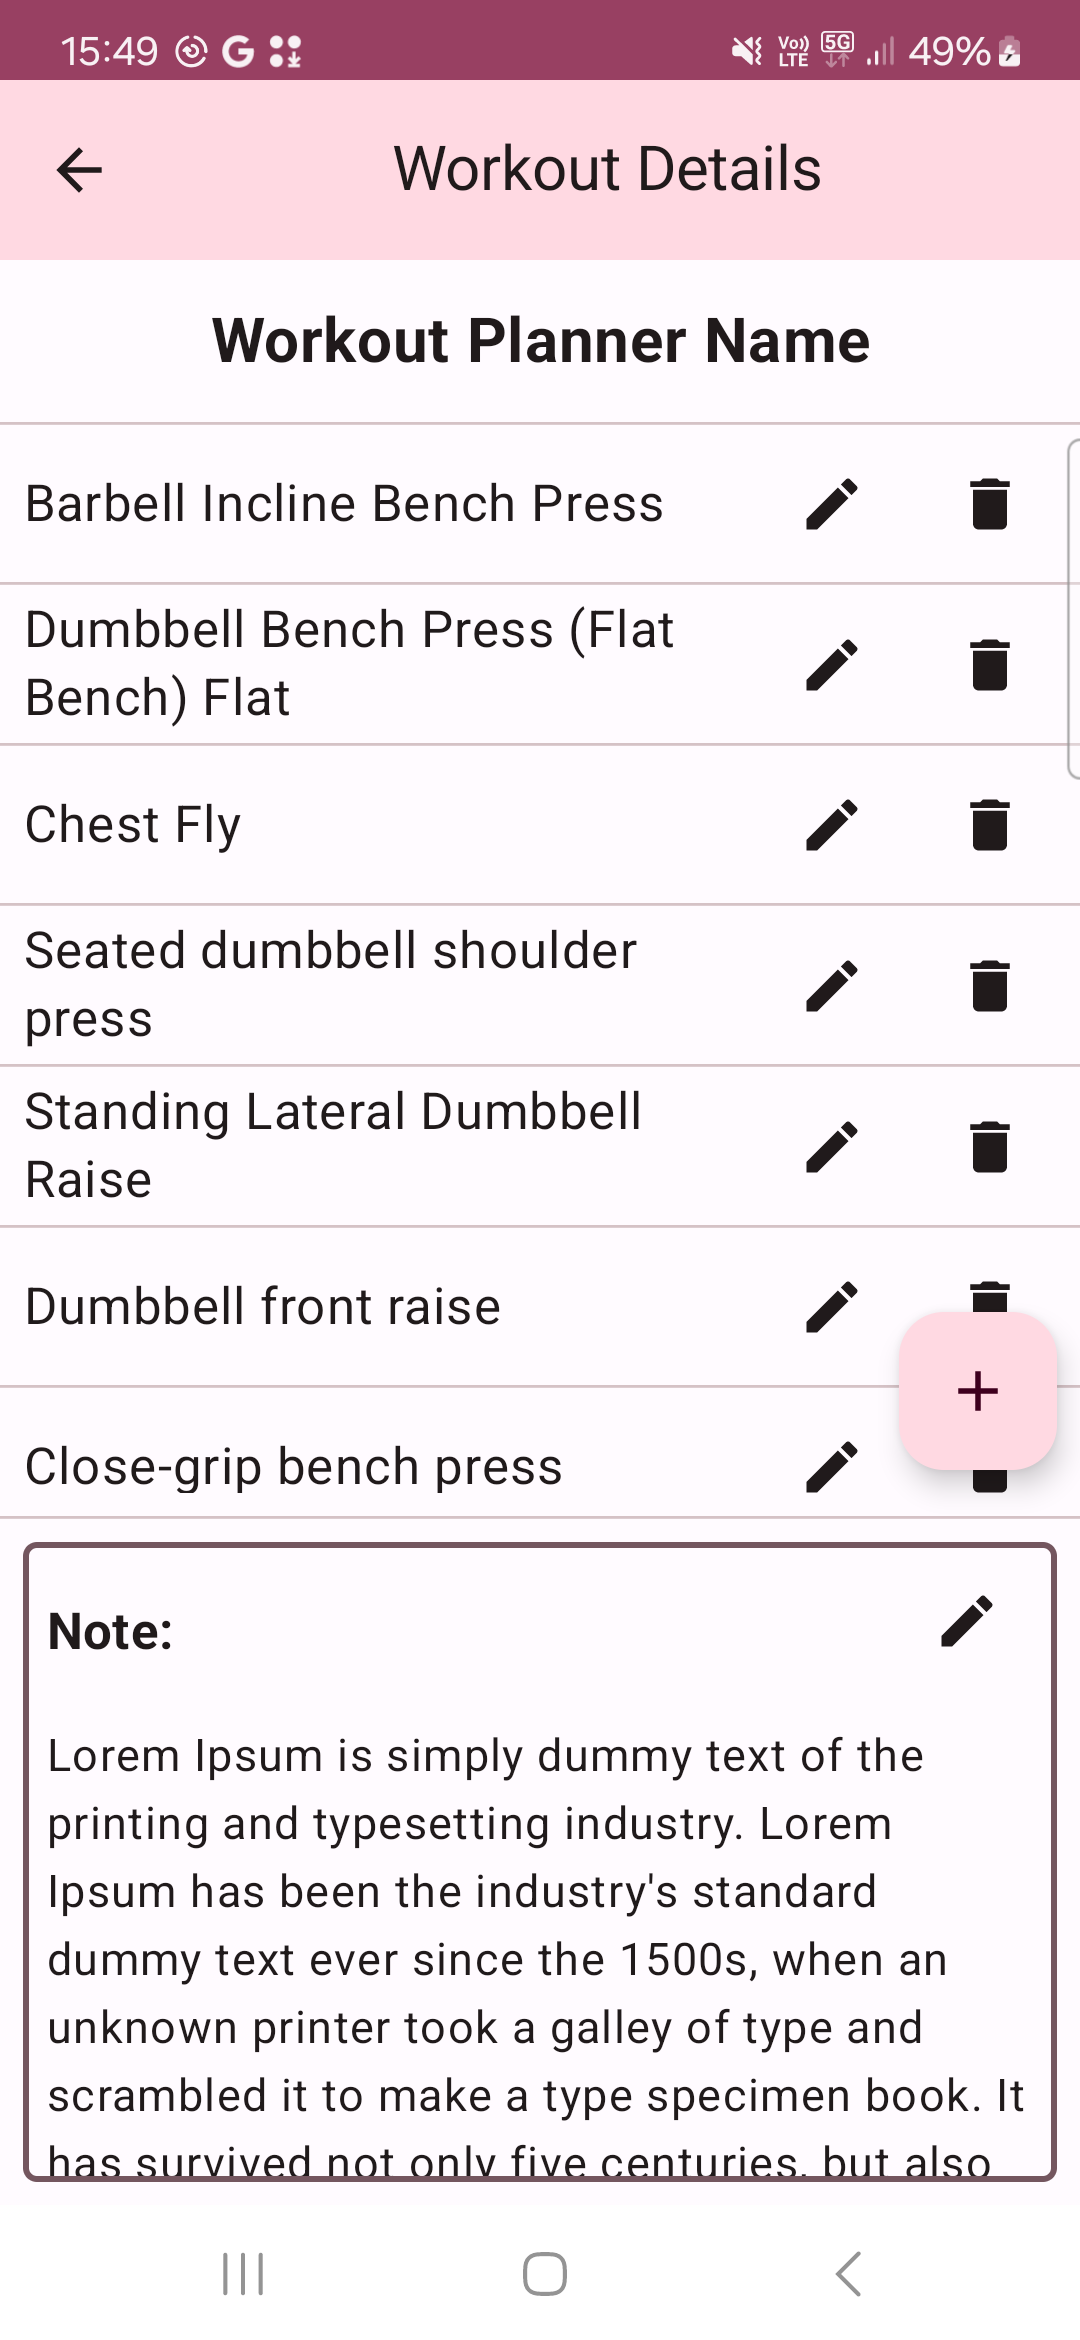 15:49 G Vo)) LTE 5G 49%
Workout Details
Workout Planner Name
Barbell Incline Bench Press
Dumbbell Bench Press (Flat
Bench) Flat
Chest Fly
Seated dumbbell shoulder
press
Standing Lateral Dumbbell
Raise
Dumbbell front raise
Close-grip bench press
Note:
Lorem Ipsum is simply dummy text of the
printing and typesetting industry. Lorem
Ipsum has been the industry's standard
dummy text ever since the 1500s, when an
unknown printer took a galley of type and
scrambled it to make a type specimen book. It
has survived not only five centuries, but also